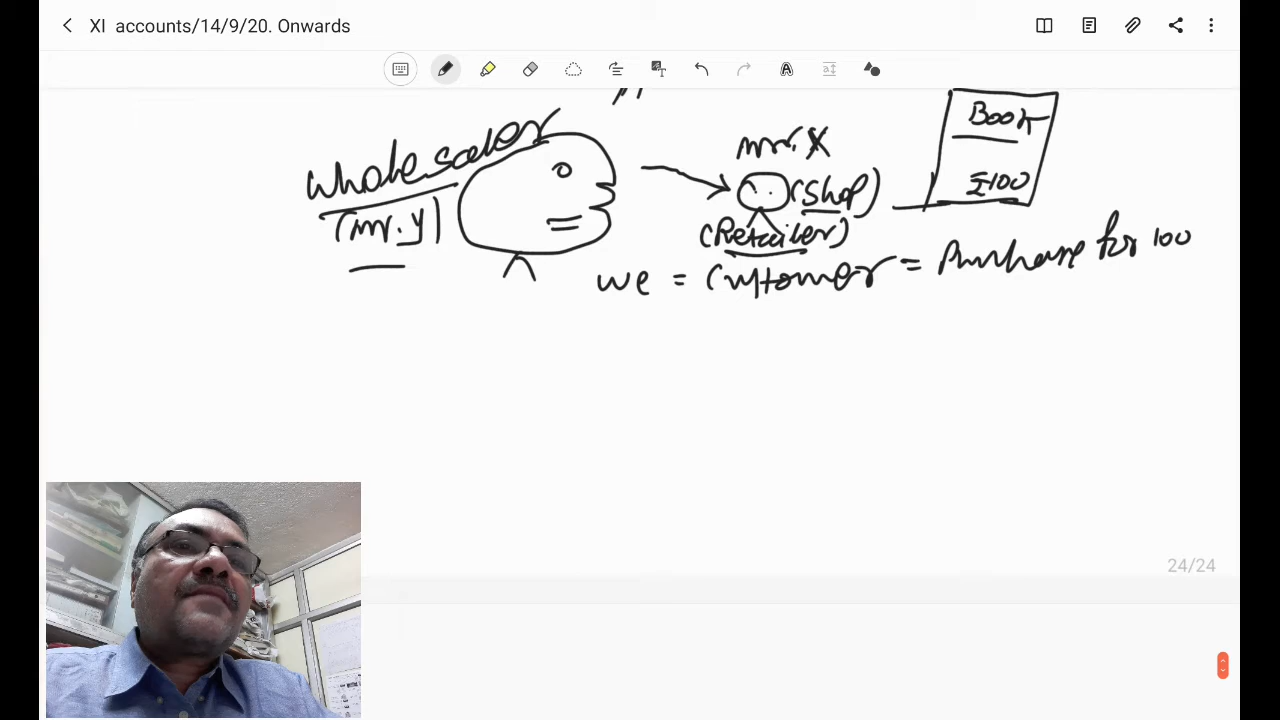 XI accounts/14/9/20. Onwards
Book
₹100
Wholesaler
(mr.y)
mr. X
(Shop)
(Retailer)
we = Customer = Purchase for 100
24/24